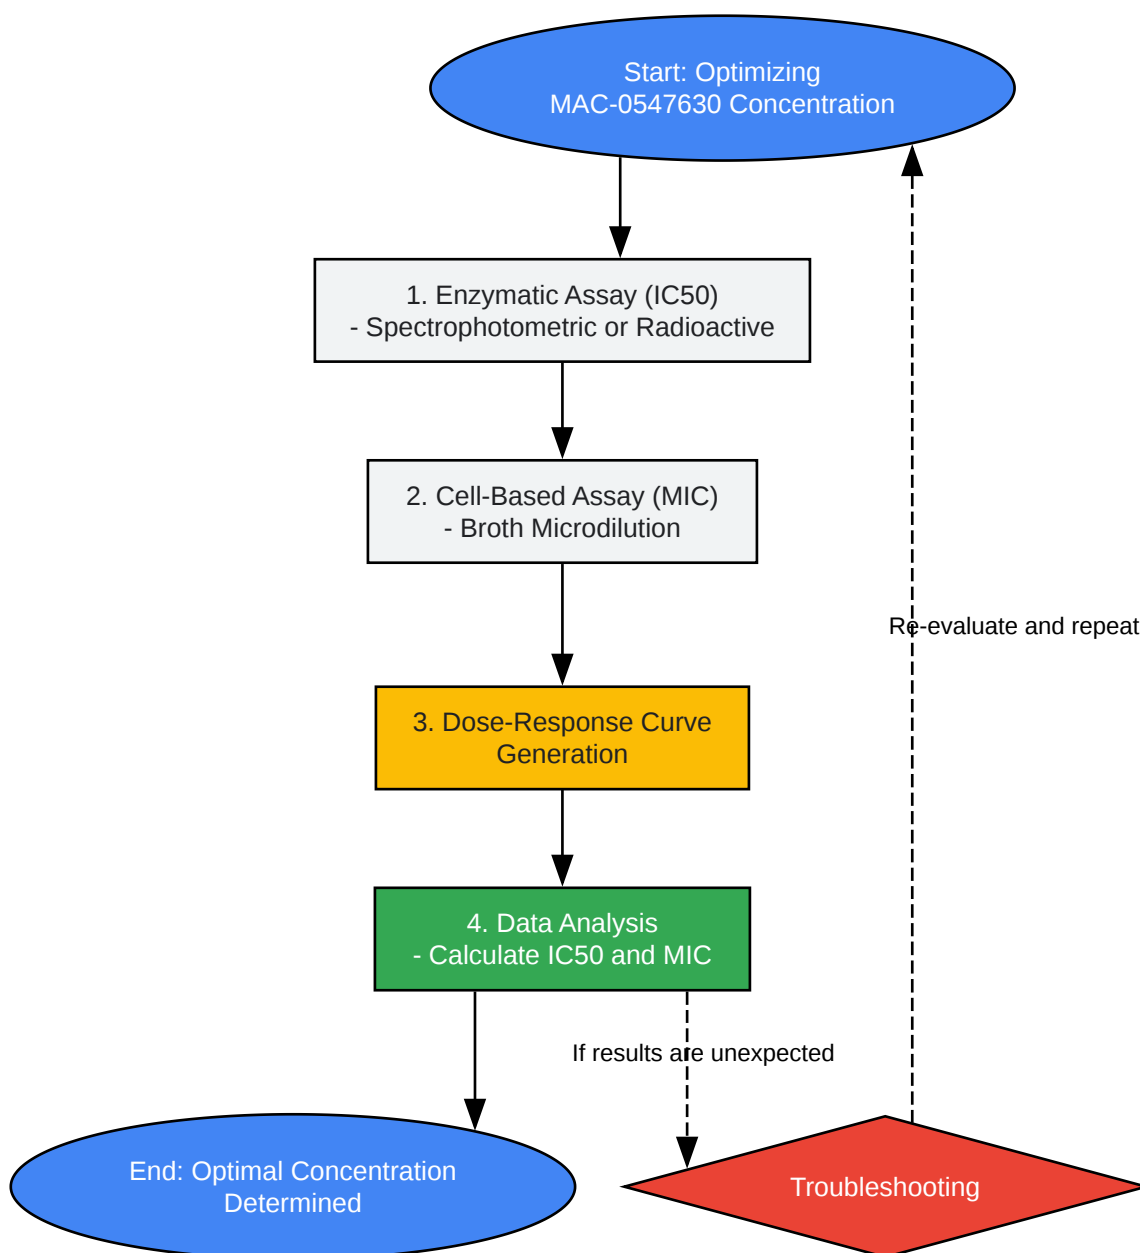 Start: Optimizing
MAC-0547630 Concentration
1. Enzymatic Assay (IC50)
- Spectrophotometric or Radioactive
2. Cell-Based Assay (MIC)
- Broth Microdilution
Re-evaluate and repeat
3. Dose-Response Curve
Generation
4. Data Analysis
- Calculate IC50 and MIC
If results are unexpected
End: Optimal Concentration
Determined
Troubleshooting